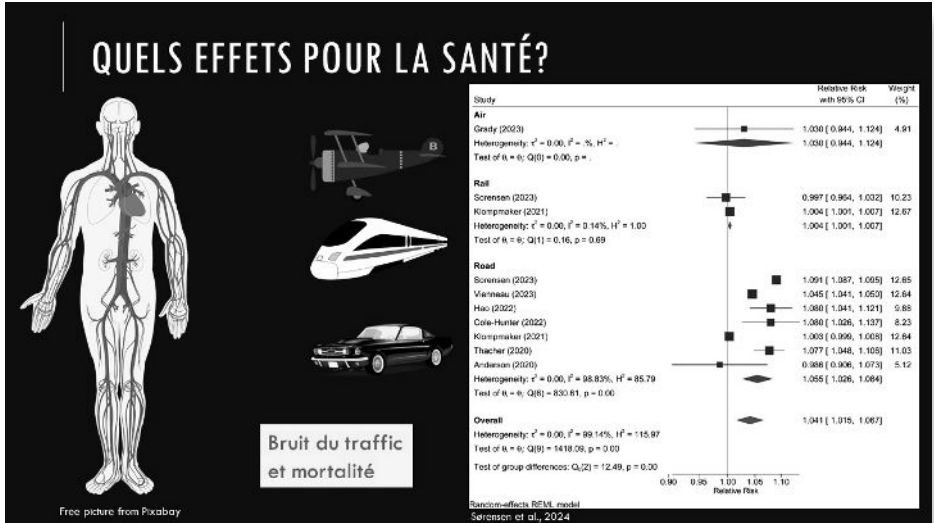 QUELS EFFETS POUR LA SANTÉ?
Relative Risk Weight
Study with 95% CI (%)
Air
Grady (2023) 1.030 [ 0.944, 1.124] 4.91
Heterogeneity: τ² = 0.00, I² = .%, H² = . 1.030 [ 0.944, 1.124]
Test of θᵢ = θⱼ: Q(0) = 0.00, p = .
Rail
Sorensen (2023) 0.997 [ 0.964, 1.032] 10.23
Klompmaker (2021) 1.004 [ 1.001, 1.007] 12.67
Heterogeneity: τ² = 0.00, I² = 0.14%, H² = 1.00 1.004 [ 1.001, 1.007]
Test of θᵢ = θⱼ: Q(1) = 0.16, p = 0.69
Road
Sorensen (2023) 1.091 [ 1.087, 1.095] 12.65
Vienneau (2023) 1.045 [ 1.041, 1.050] 12.64
Hao (2022) 1.080 [ 1.041, 1.121] 9.88
Cole-Hunter (2022) 1.080 [ 1.026, 1.137] 8.23
Klompmaker (2021) 1.003 [ 0.999, 1.008] 12.64
Thacher (2020) 1.077 [ 1.048, 1.106] 11.03
Anderson (2020) 0.986 [ 0.906, 1.073] 5.12
Heterogeneity: τ² = 0.00, I² = 98.83%, H² = 85.79 1.055 [ 1.026, 1.084]
Test of θᵢ = θⱼ: Q(6) = 830.61, p = 0.00
Overall 1.041 [ 1.015, 1.067]
Heterogeneity: τ² = 0.00, I² = 99.14%, H² = 115.97
Test of θᵢ = θⱼ: Q(9) = 1418.09, p = 0.00
Test of group differences: Q(2) = 12.49, p = 0.00
0.90 0.95 1.00 1.05 1.10
Relative Risk
Random-effects REML model
Sørensen et al., 2024
B
Bruit du traffic
et mortalité
Free picture from Pixabay